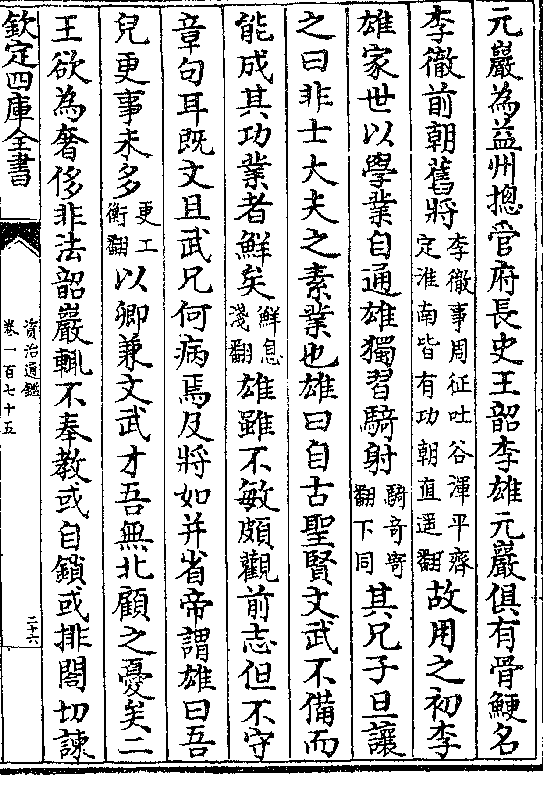 元巖為益州揔管府長史王韶李雄元巖俱有骨鯁名
李徹前朝舊將李徹事周征吐谷渾平齊定淮南皆有功朝直遥翻故用之初李
雄家世以學業自通雄獨習騎射騎奇寄翻下同其兄子旦讓
之曰非士大夫之素業也雄曰自古聖賢文武不備而
能成其功業者鮮矣鮮息淺翻雄雖不敏頗觀前志但不守
章句耳既文且武兄何病焉及將如并省帝謂雄曰吾
兒更事未多更工衡翻以卿兼文武才吾無北顧之憂矣二
王欲為奢侈非法韶巖輒不奉教或自鎖或排閤切諫
欽定四庫全書
資治通鑑
卷一百七十五
二十六